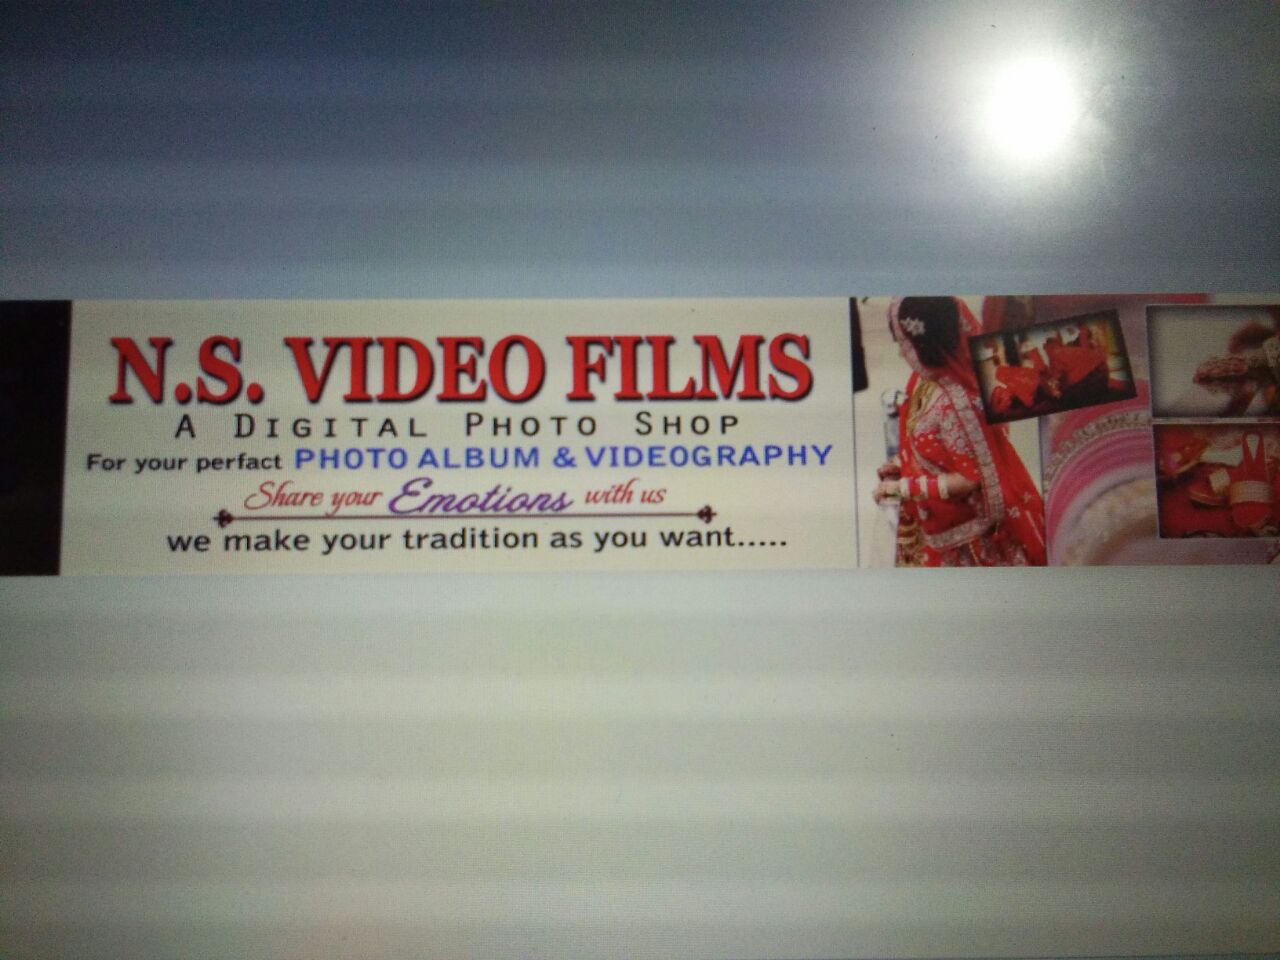 N.S. VIDEO FILMS
A DIGITAL PHOTO SHOP
For your perfect PHOTO ALBUM & VIDEOGRAPHY
Share your Emotions with us
we make your tradition as you want.....